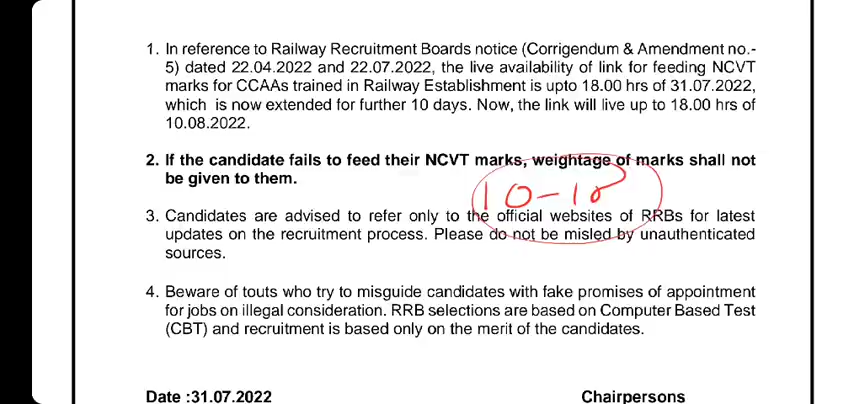 1. In reference to Railway Recruitment Boards notice (Corrigendum & Amendment no.-
5) dated 22.04.2022 and 22.07.2022, the live availability of link for feeding NCVT
marks for CCAAs trained in Railway Establishment is upto 18.00 hrs of 31.07.2022,
which is now extended for further 10 days. Now, the link will live up to 18.00 hrs of
10.08.2022.
2. If the candidate fails to feed their NCVT marks, weightage of marks shall not
be given to them.
10-18
3. Candidates are advised to refer only to the official websites of RRBs for latest
updates on the recruitment process. Please do not be misled by unauthenticated
sources.
4. Beware of touts who try to misguide candidates with fake promises of appointment
for jobs on illegal consideration. RRB selections are based on Computer Based Test
(CBT) and recruitment is based only on the merit of the candidates.
Date :31.07.2022 Chairpersons